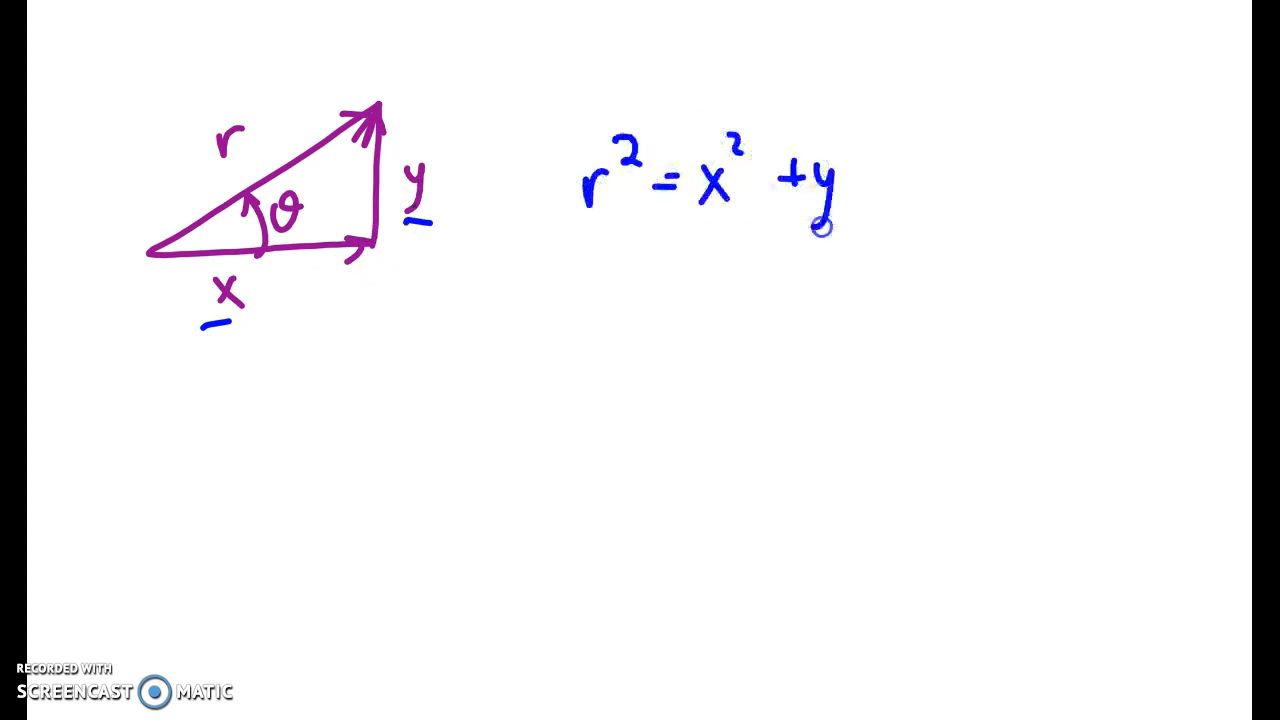 r
θ
y
x
r² = x² + y
RECORDED WITH
SCREENCAST MATIC